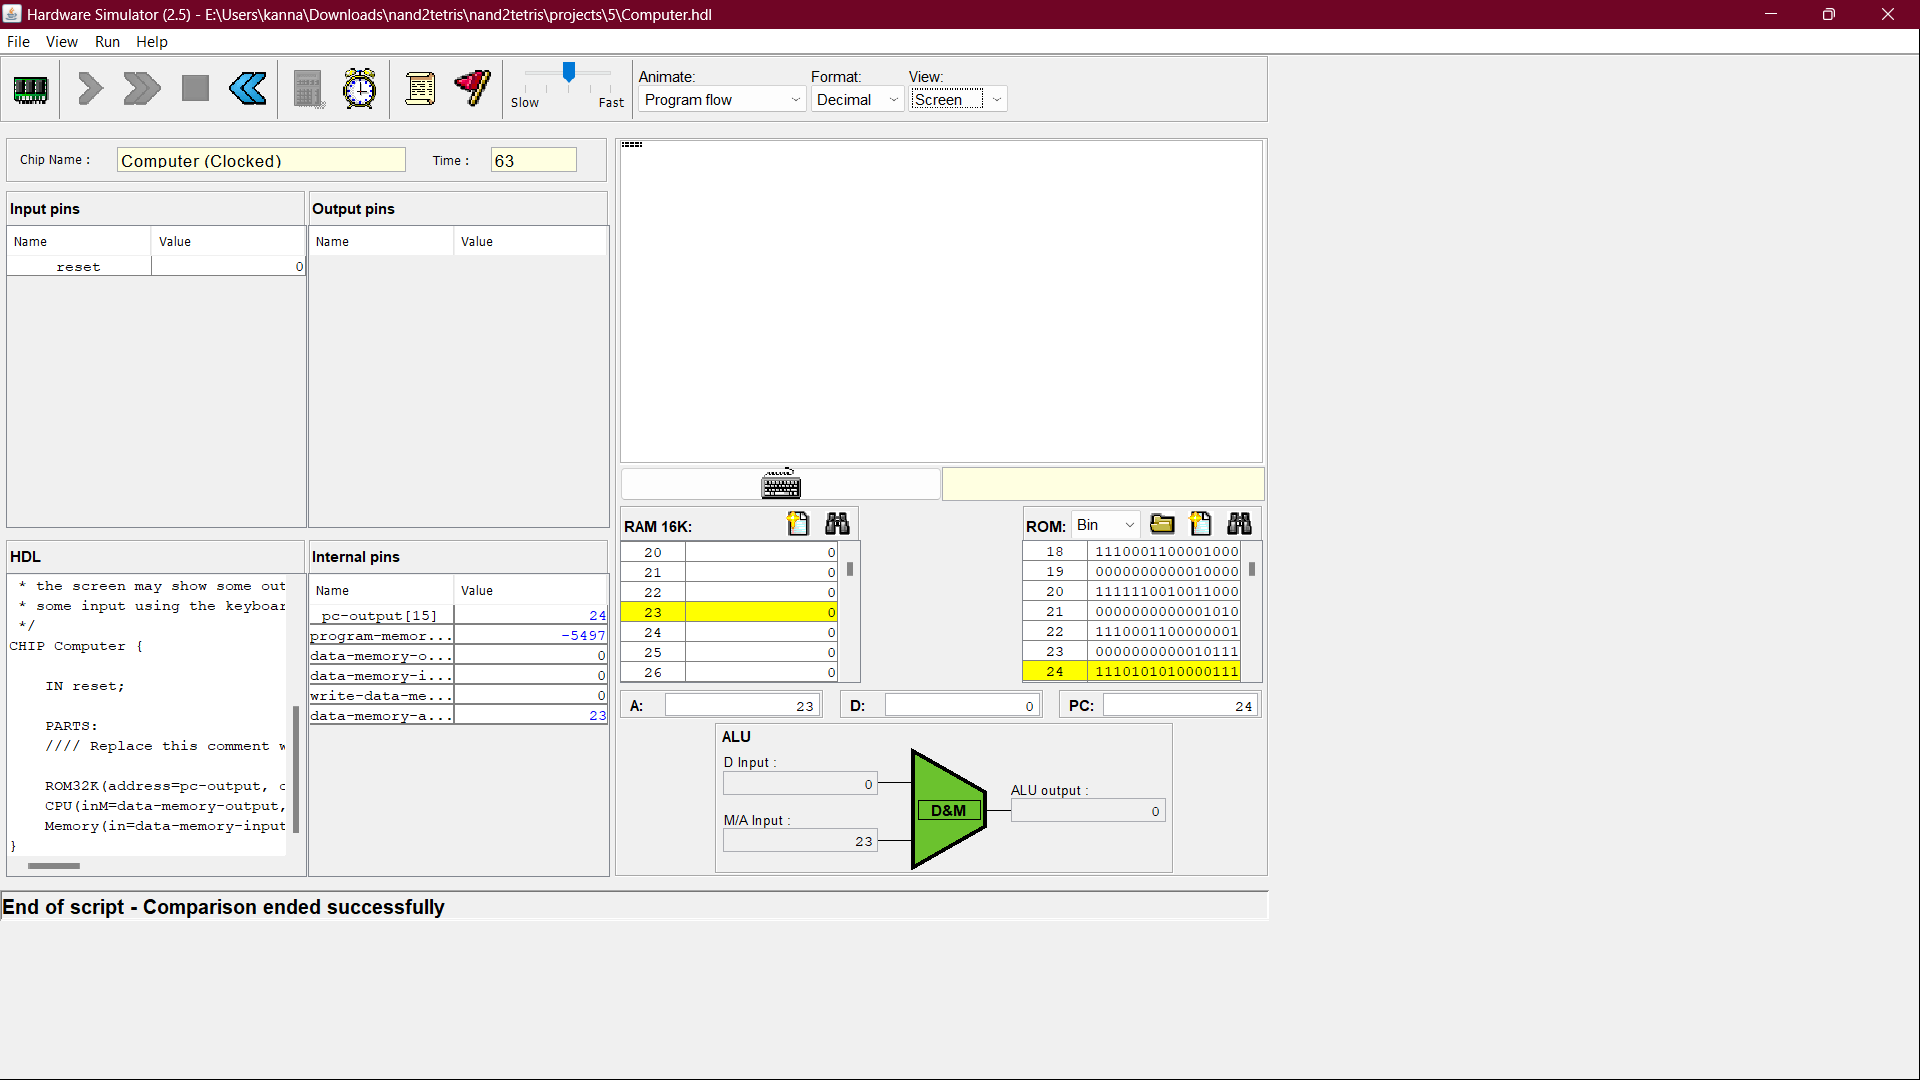 Hardware Simulator (2.5) - E:\Users\kanna\Downloads\nand2tetris\nand2tetris\projects\5\Computer.hdl
File View Run Help
Slow Fast
Animate: Format: View:
Program flow Decimal Screen
Chip Name : Computer (Clocked) Time : 63
Input pins Output pins
Name Value Name Value
reset 0
RAM 16K:
20 0
21 0
22 0
23 0
24 0
25 0
26 0
ROM: Bin
18 1110001100001000
19 0000000000010000
20 1111110010011000
21 0000000000001010
22 1110001100000001
23 0000000000010111
24 1110101010000111
HDL
* the screen may show some out
* some input using the keyboar
*/
CHIP Computer {
IN reset;
PARTS:
//// Replace this comment w
ROM32K(address=pc-output, o
CPU(inM=data-memory-output,
Memory(in=data-memory-input
}
Internal pins
Name Value
pc-output[15] 24
program-memor... -5497
data-memory-o... 0
data-memory-i... 0
write-data-me... 0
data-memory-a... 23
A: 23 D: 0 PC: 24
ALU
D Input :
0
M/A Input :
23
D&M
ALU output :
0
End of script - Comparison ended successfully